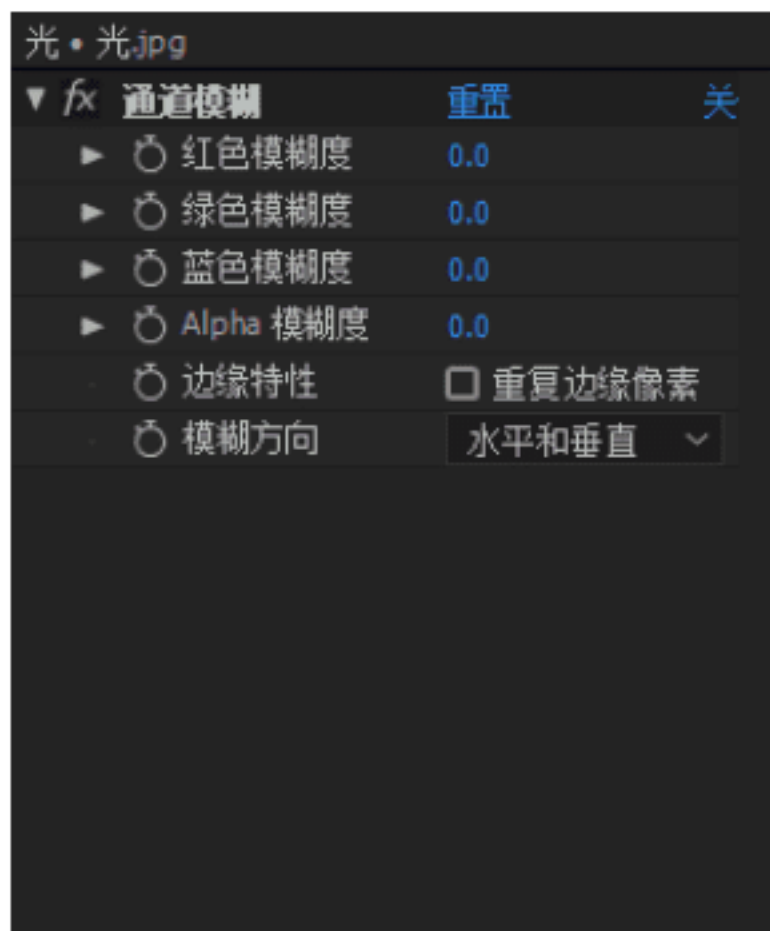 光・光.jpg
fx 通道模糊 重置 关
红色模糊度 0.0
绿色模糊度 0.0
蓝色模糊度 0.0
Alpha 模糊度 0.0
边缘特性 重复边缘像素
模糊方向 水平和垂直